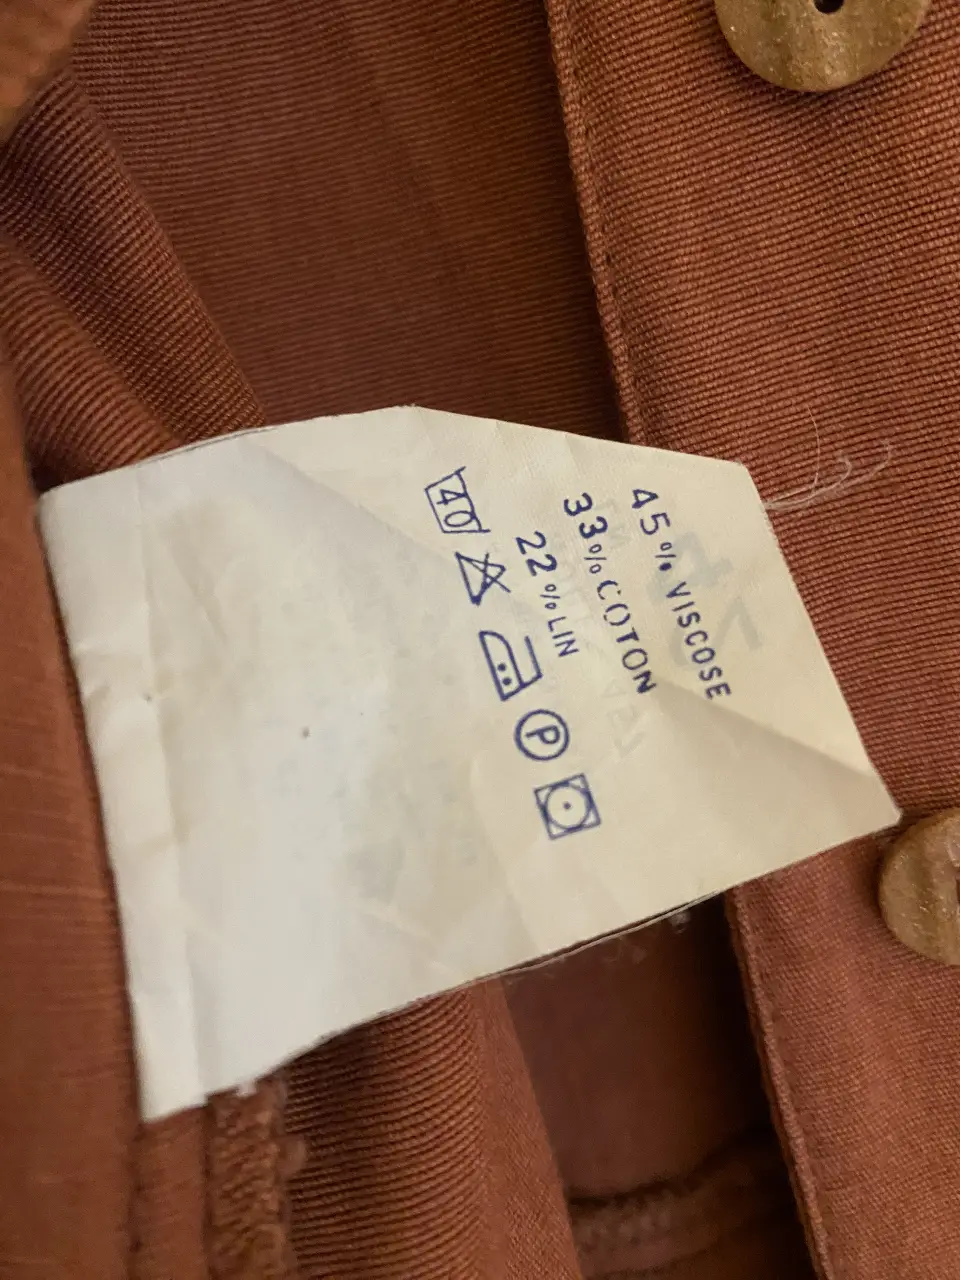 45% VISCOSE
33% COTON
22% LIN
40
P